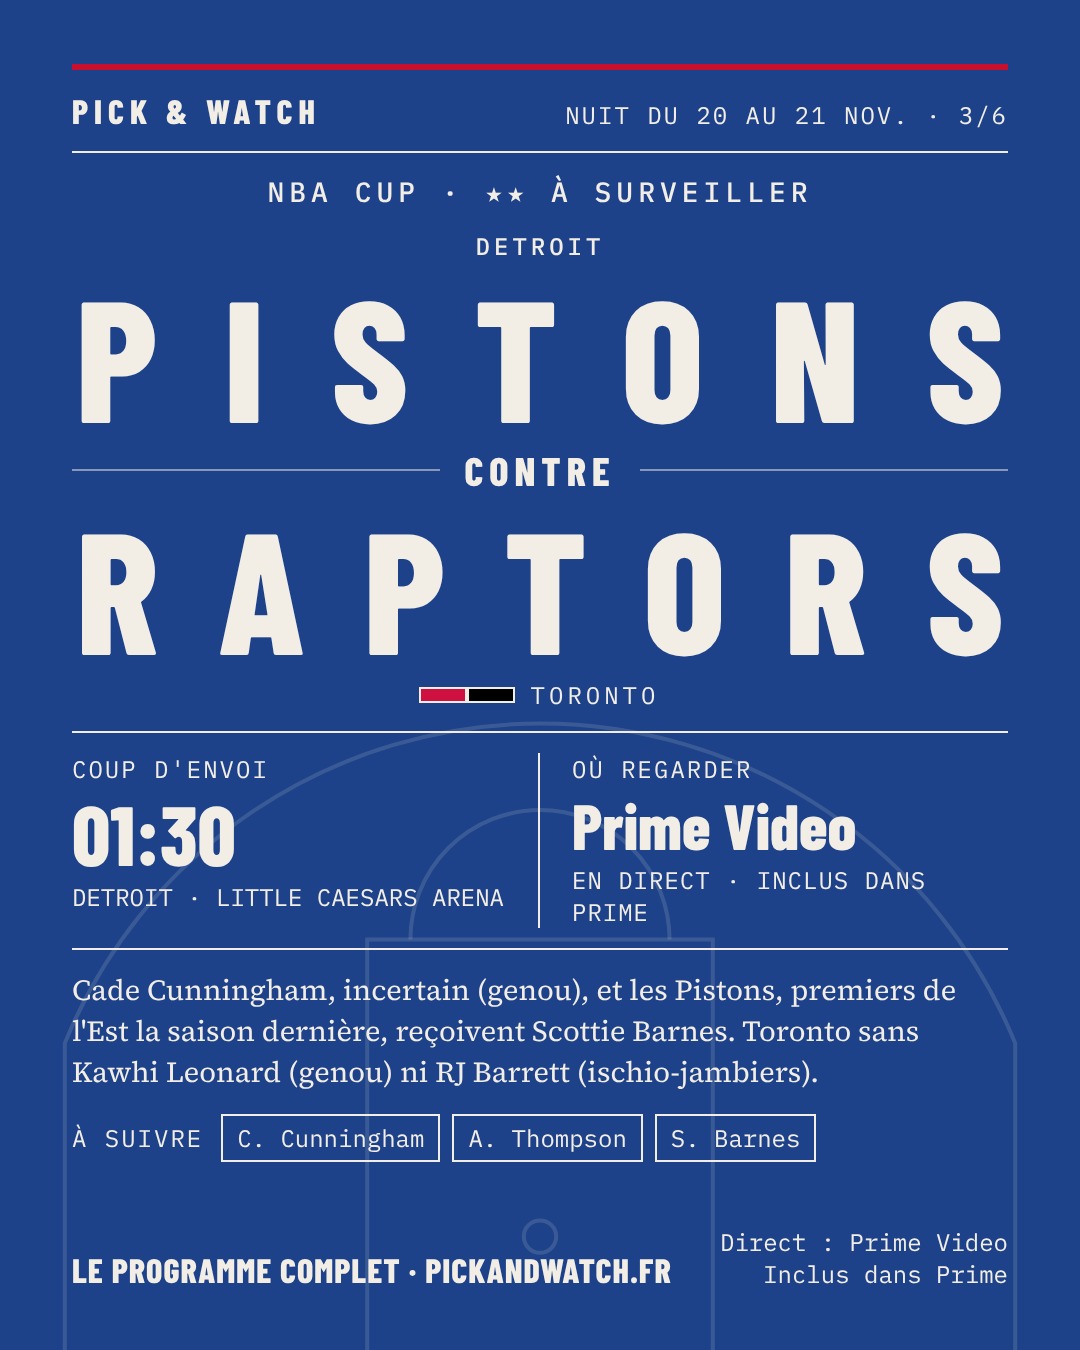 PICK & WATCH
NUIT DU 20 AU 21 NOV. · 3/6
NBA CUP · ★★ À SURVEILLER
DETROIT
PISTONS
CONTRE
RAPTORS
TORONTO
COUP D'ENVOI
01:30
DETROIT · LITTLE CAESARS ARENA
OÙ REGARDER
Prime Video
EN DIRECT · INCLUS DANS
PRIME
Cade Cunningham, incertain (genou), et les Pistons, premiers de
l'Est la saison dernière, reçoivent Scottie Barnes. Toronto sans
Kawhi Leonard (genou) ni RJ Barrett (ischio-jambiers).
À SUIVRE C. Cunningham A. Thompson S. Barnes
LE PROGRAMME COMPLET · PICKANDWATCH.FR
Direct : Prime Video
Inclus dans Prime